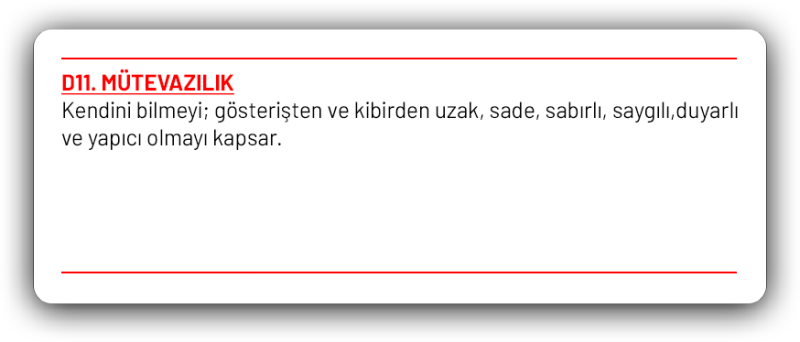 D11. MÜTEVAZILIK
Kendini bilmeyi; gösterişten ve kibirden uzak, sade, sabırlı, saygılı,duyarlı
ve yapıcı olmayı kapsar.